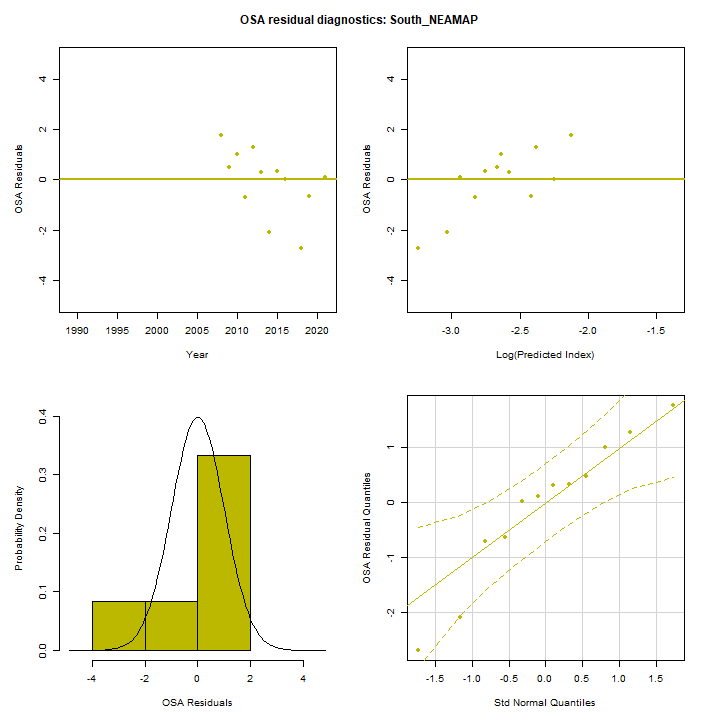 OSA residual diagnostics: South_NEAMAP
OSA Residuals
4
2
0
-2
-4
1990 1995 2000 2005 2010 2015 2020
Year
OSA Residuals
4
2
0
-2
-4
-3.0 -2.5 -2.0 -1.5
Log(Predicted Index)
Probability Density
0.4
0.3
0.2
0.1
0.0
-4 -2 0 2 4
OSA Residuals
OSA Residual Quantiles
1
0
-1
-2
-1.5 -1.0 -0.5 0.0 0.5 1.0 1.5
Std Normal Quantiles